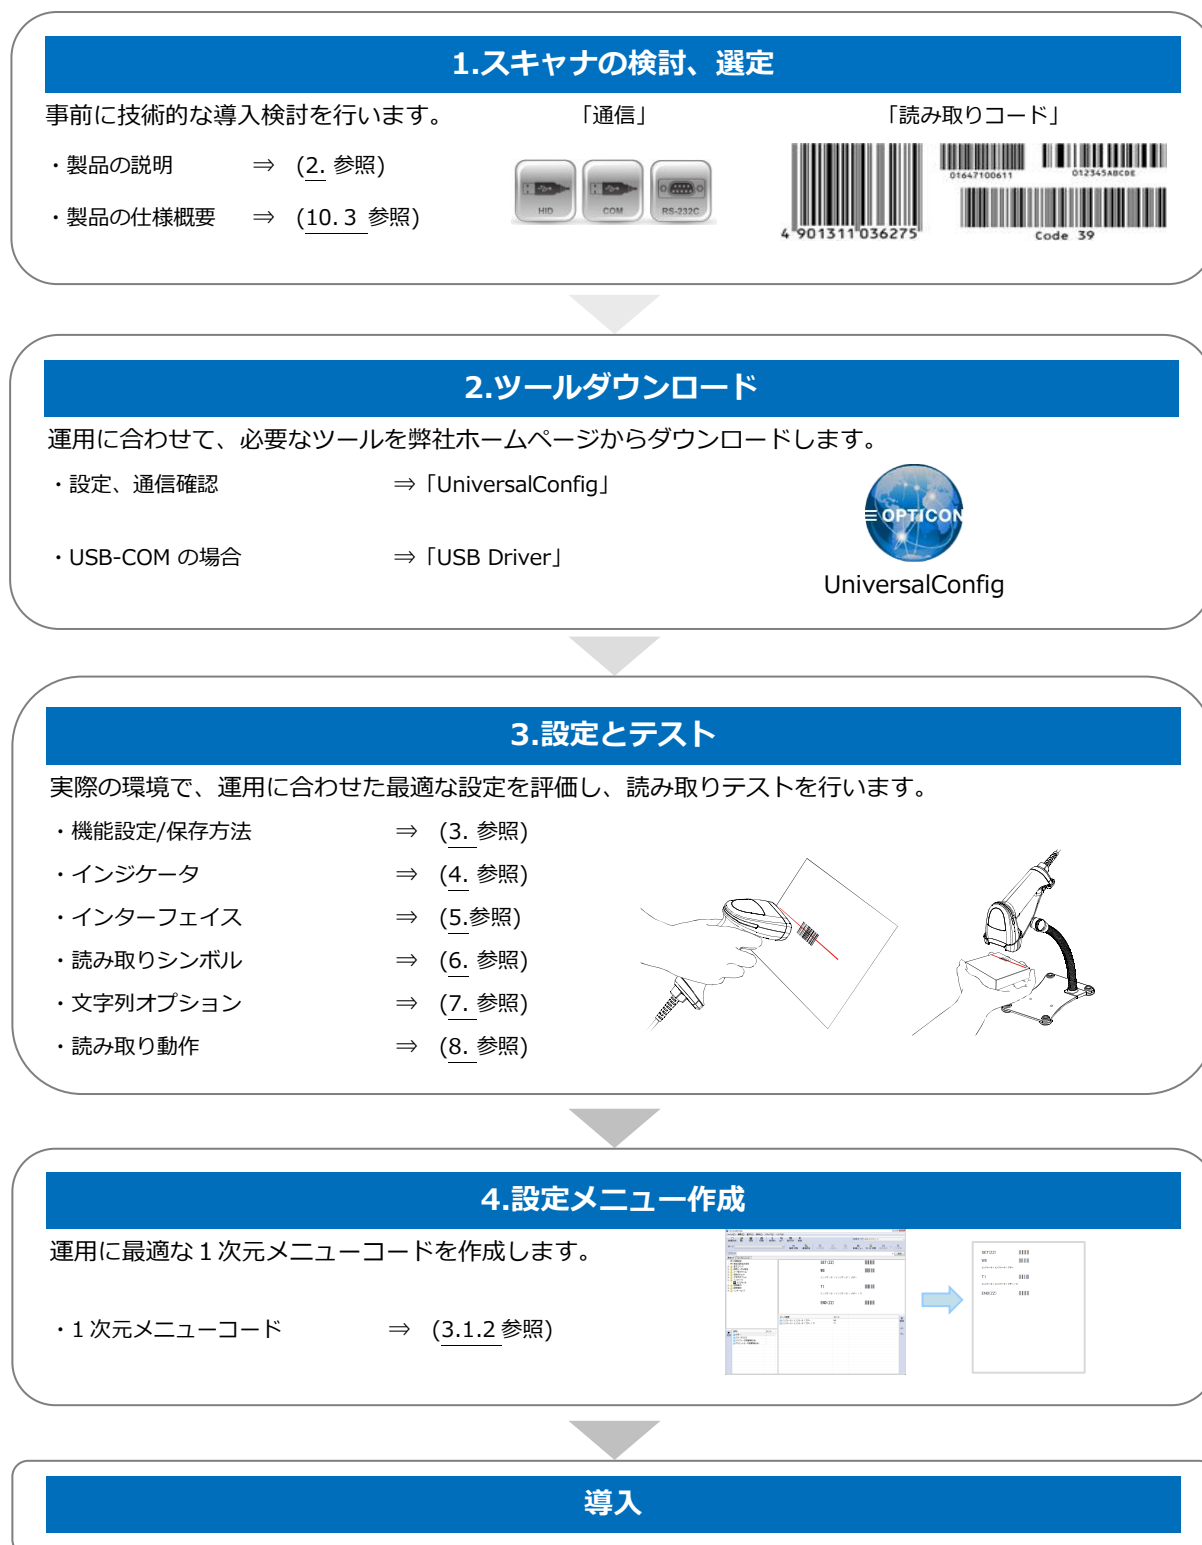 1.スキャナの検討、選定
事前に技術的な導入検討を行います。
「通信」
「読み取りコード」
・製品の説明 ⇒ (2. 参照)
・製品の仕様概要 ⇒ (10.3 参照)
HID
COM
RS-232C
4 901311 036275
01647100611
012345ABCDE
Code 39
2.ツールダウンロード
運用に合わせて、必要なツールを弊社ホームページからダウンロードします。
・設定、通信確認 ⇒「UniversalConfig」
・USB-COM の場合 ⇒「USB Driver」
OPTICON
UniversalConfig
3.設定とテスト
実際の環境で、運用に合わせた最適な設定を評価し、読み取りテストを行います。
・機能設定/保存方法 ⇒ (3. 参照)
・インジケータ ⇒ (4. 参照)
・インターフェイス ⇒ (5.参照)
・読み取りシンボル ⇒ (6. 参照)
・文字列オプション ⇒ (7. 参照)
・読み取り動作 ⇒ (8. 参照)
4.設定メニュー作成
運用に最適な１次元メニューコードを作成します。
・1 次元メニューコード ⇒ (3.1.2 参照)
導入